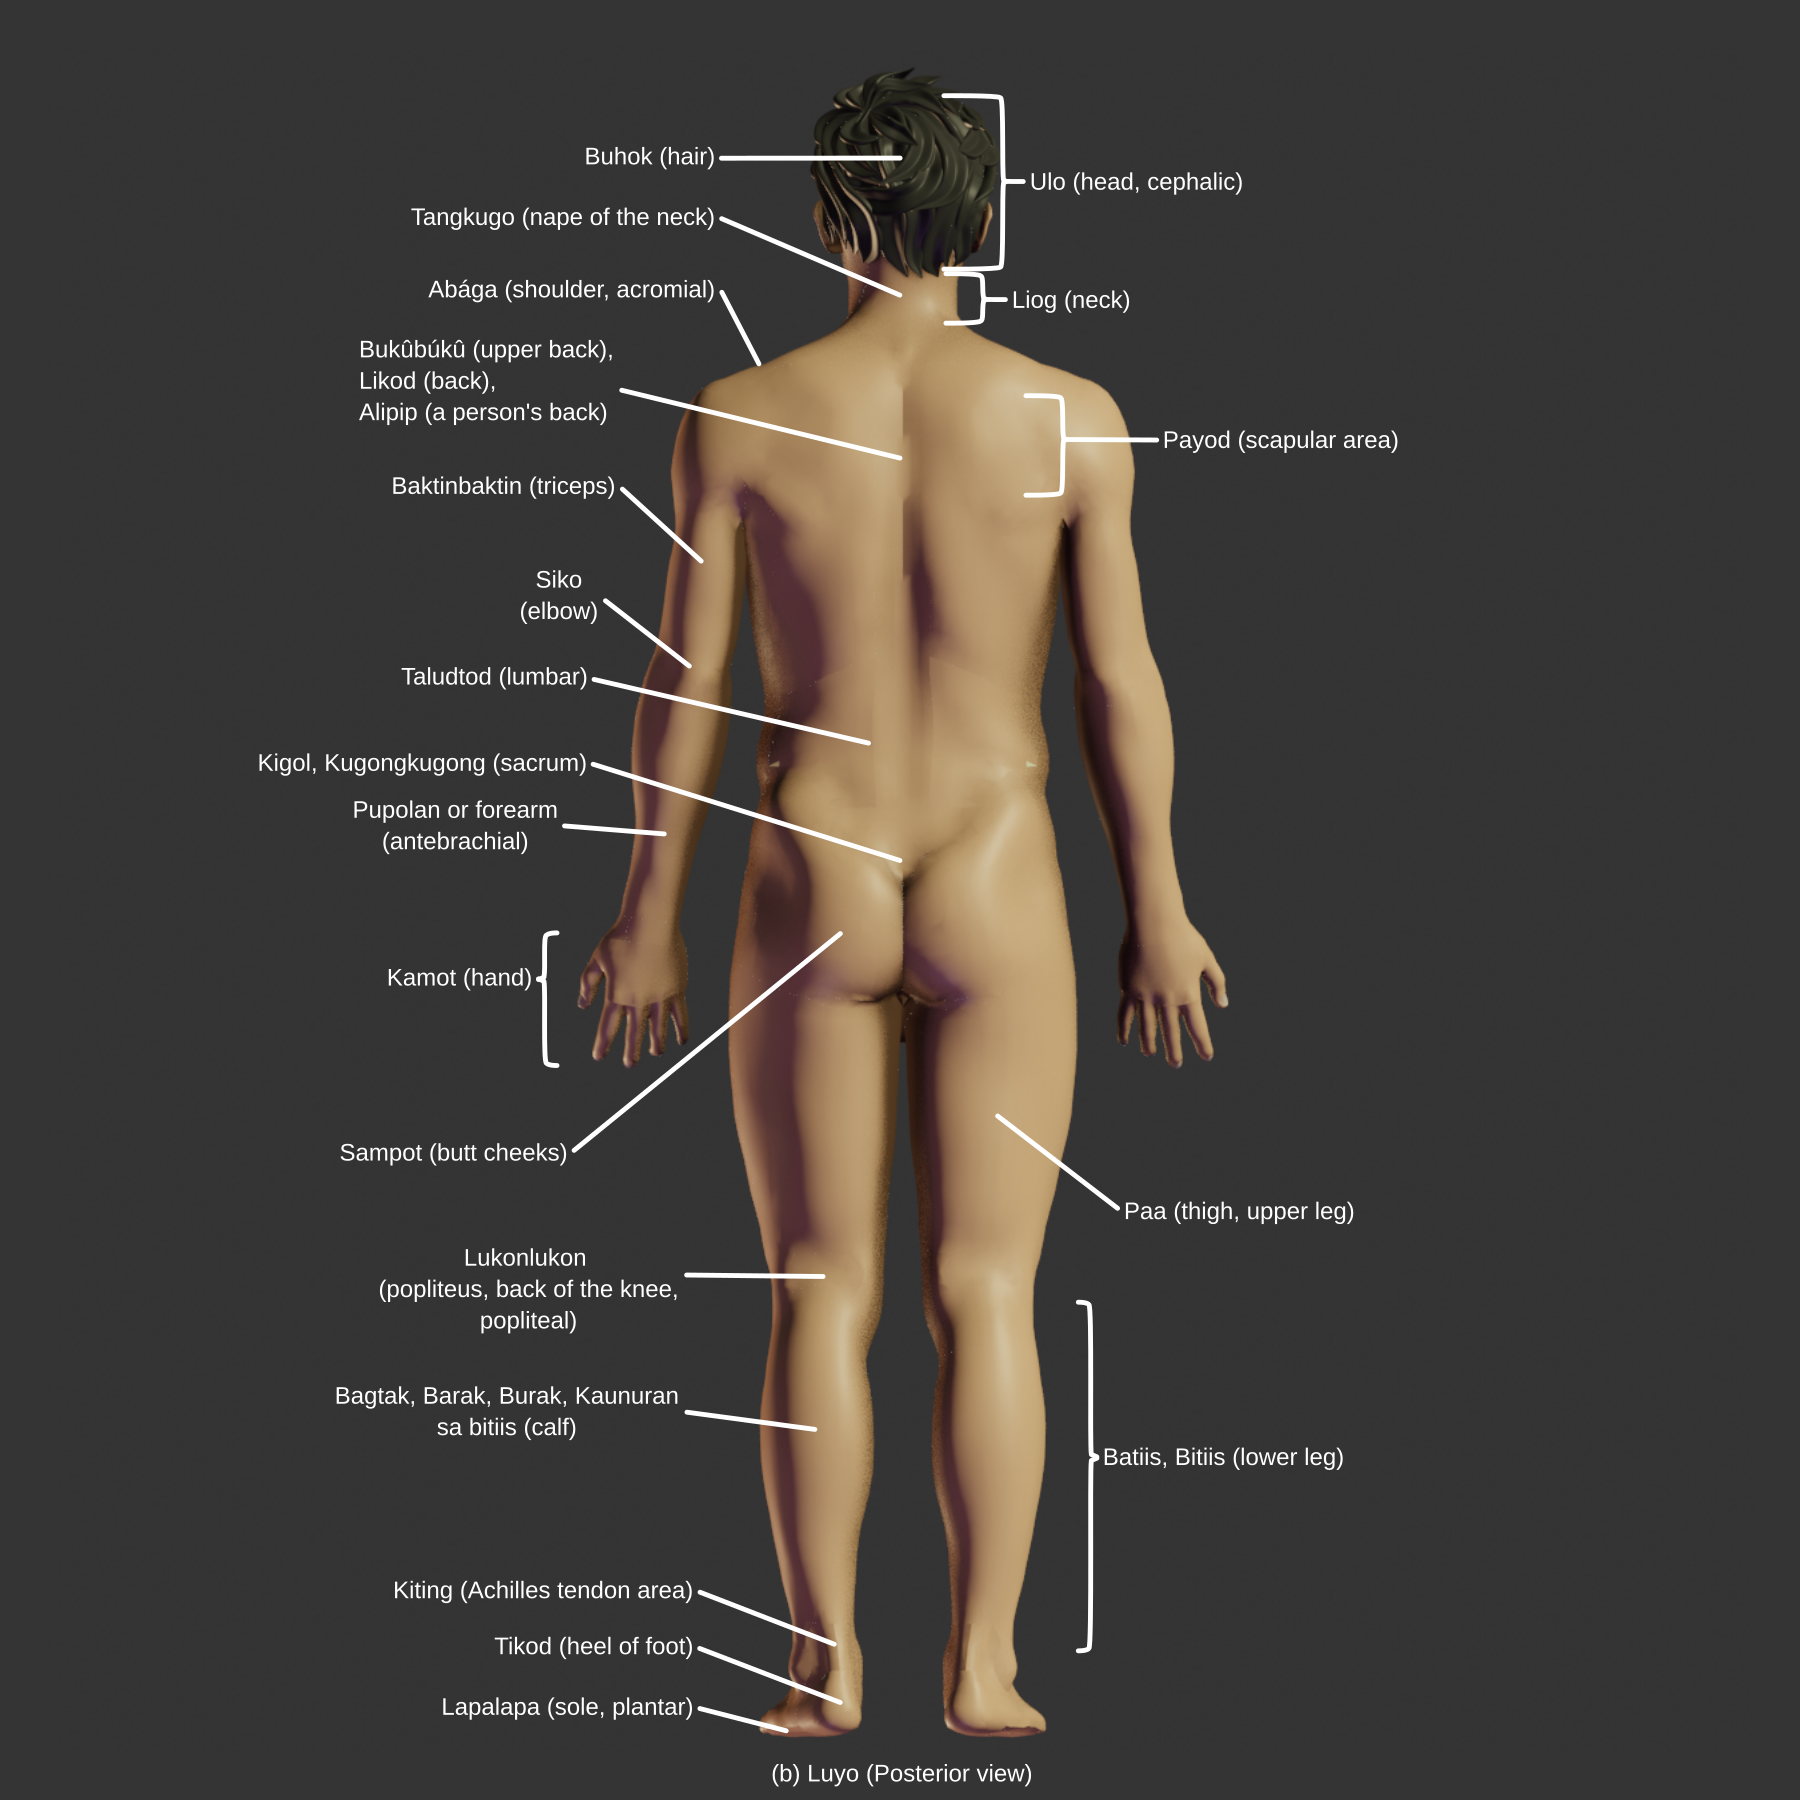 Buhok (hair)
Ulo (head, cephalic)
Tangkugo (nape of the neck)
Abága (shoulder, acromial)
Liog (neck)
Bukûbúkû (upper back),
Likod (back),
Alipip (a person's back)
Payod (scapular area)
Baktinbaktin (triceps)
Siko
(elbow)
Taludtod (lumbar)
Kigol, Kugongkugong (sacrum)
Pupolan or forearm
(antebrachial)
Kamot (hand)
Sampot (butt cheeks)
Paa (thigh, upper leg)
Lukonlukon
(popliteus, back of the knee,
popliteal)
Bagtak, Barak, Burak, Kaunuran
sa bitiis (calf)
Batiis, Bitiis (lower leg)
Kiting (Achilles tendon area)
Tikod (heel of foot)
Lapalapa (sole, plantar)
(b) Luyo (Posterior view)